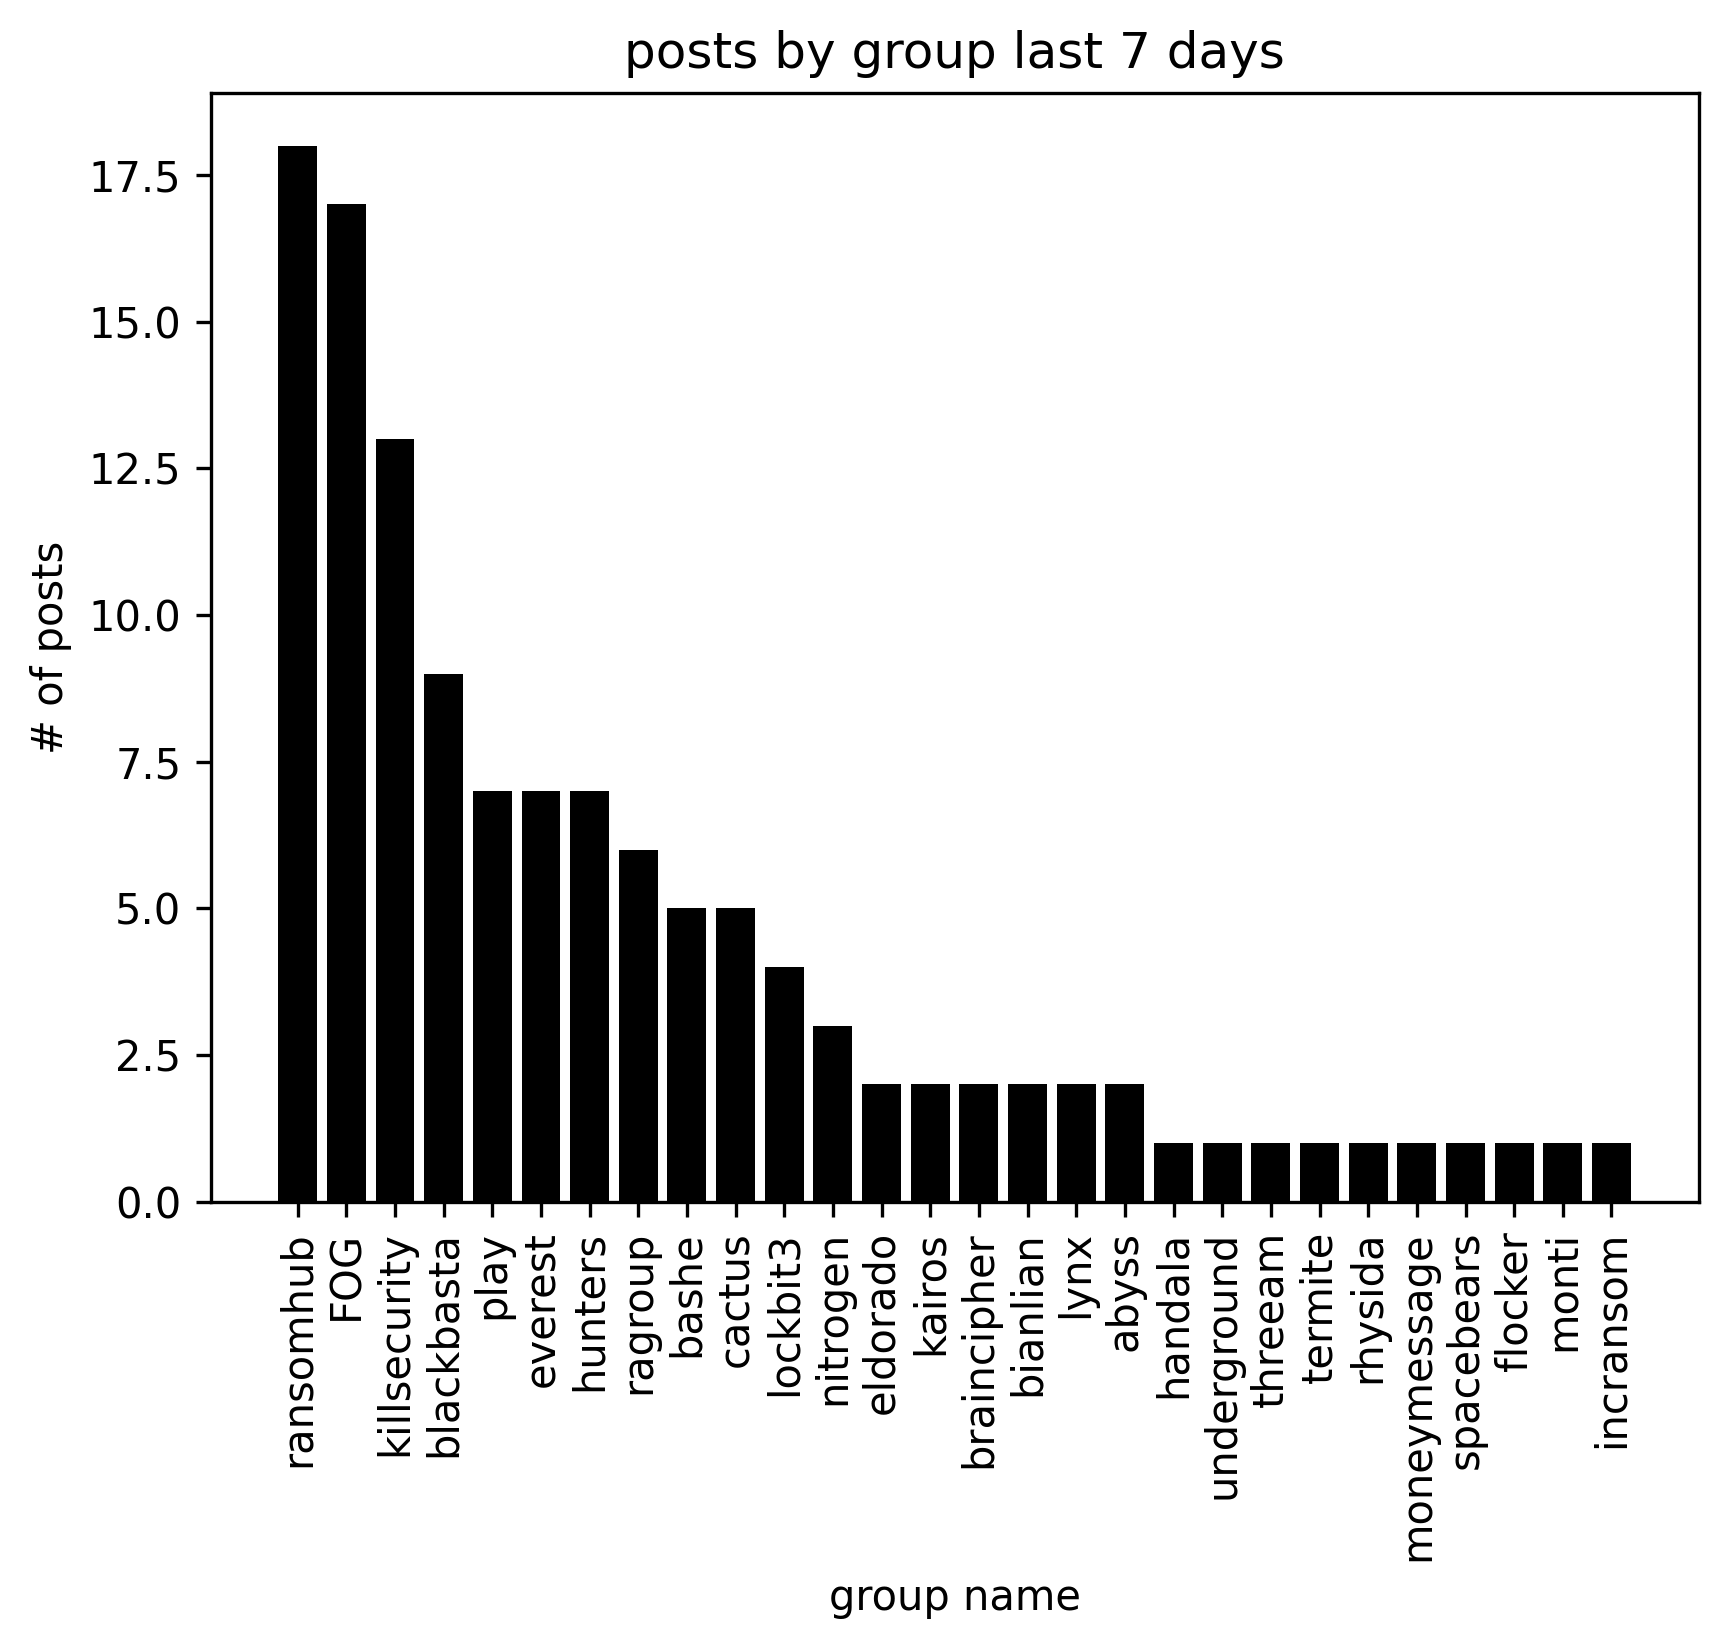 posts by group last 7 days
# of posts
17.5
15.0
12.5
10.0
7.5
5.0
2.5
0.0
ransomhub
FOG
killsecurity
blackbasta
play
everest
hunters
ragroup
bashe
cactus
lockbit3
nitrogen
eldorado
kairos
braincipher
bianlian
lynx
abyss
handala
underground
threeam
termite
rhysida
moneymessage
spacebears
flocker
monti
incransom
group name